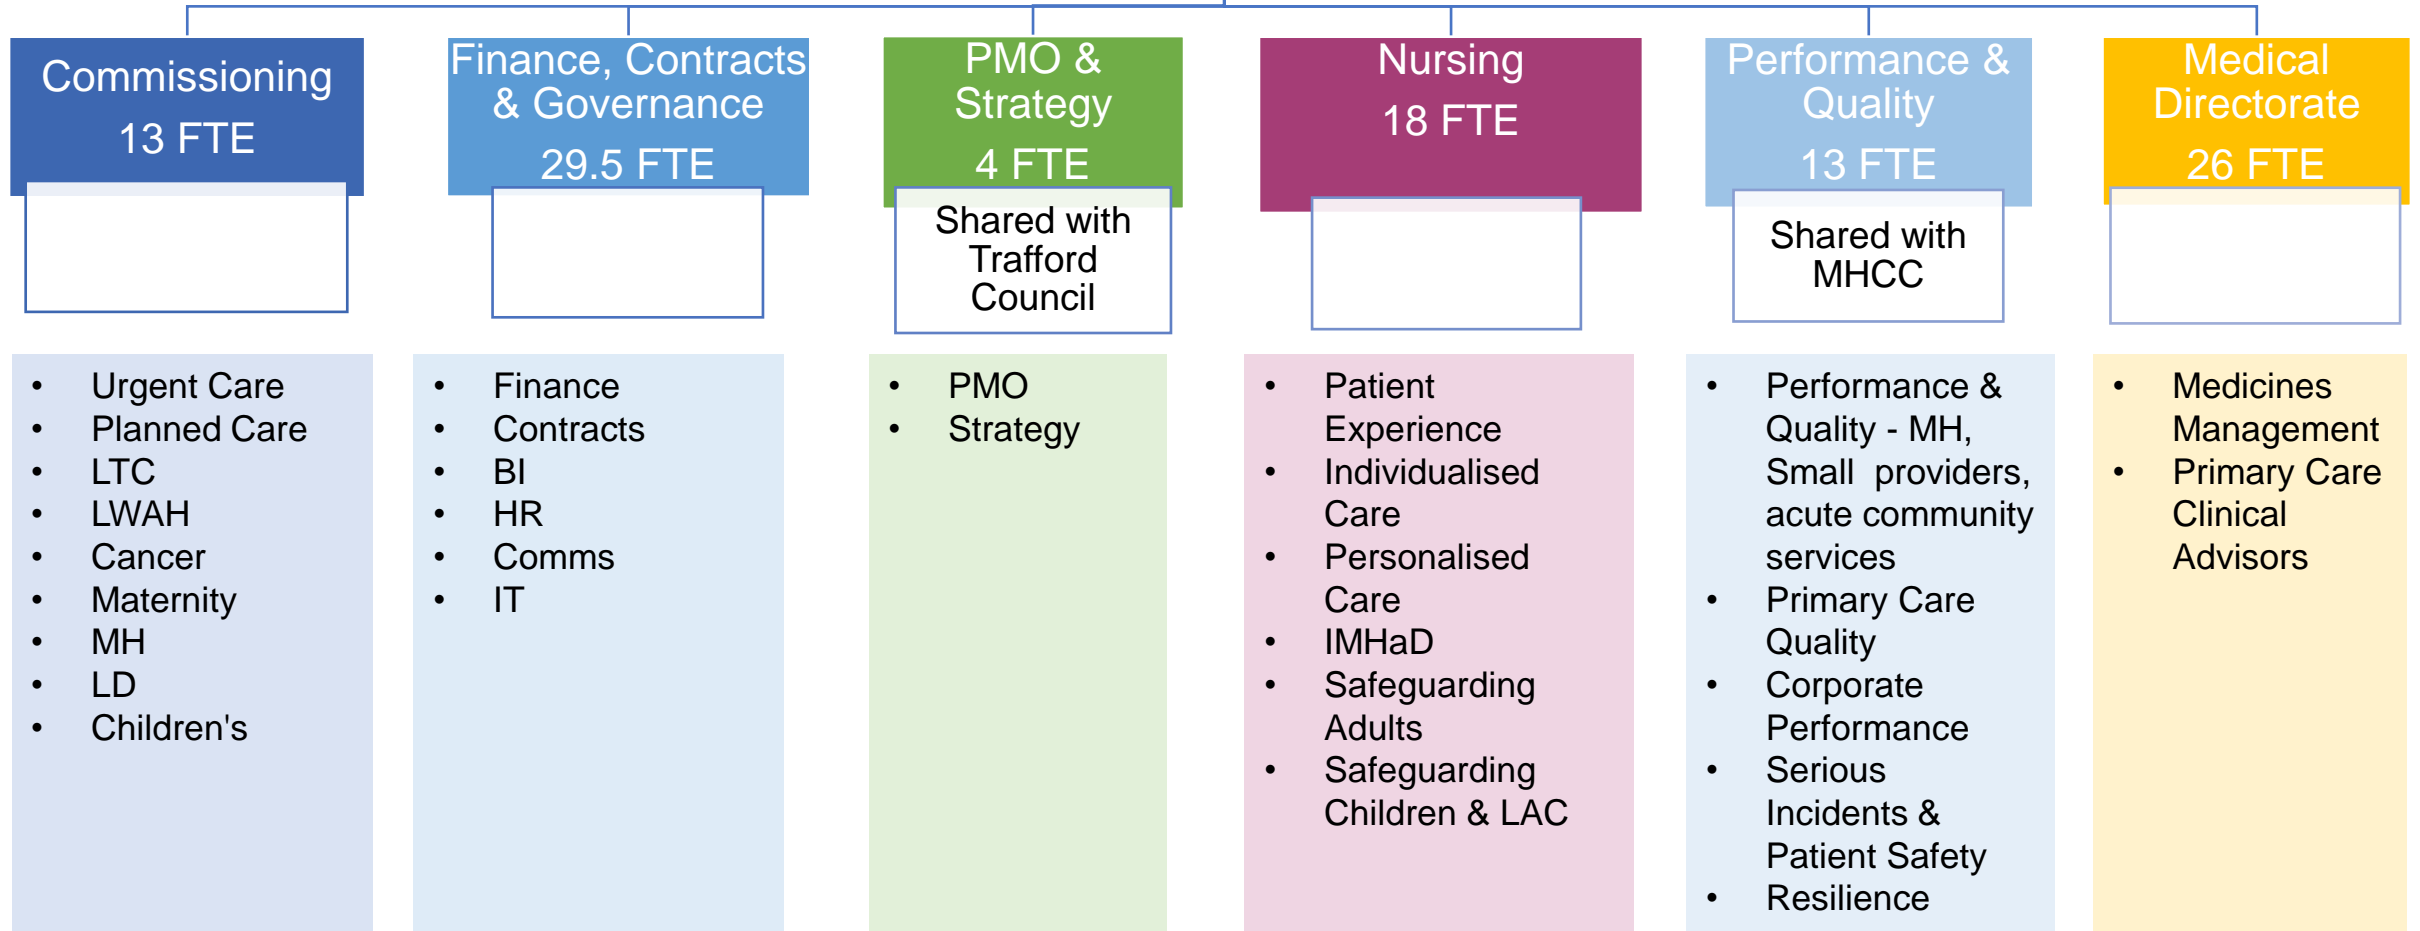 Commissioning
13 FTE
Finance, Contracts
& Governance
29.5 FTE
PMO &
Strategy
4 FTE
Shared with
Trafford
Council
Nursing
18 FTE
Performance &
Quality
13 FTE
Shared with
MHCC
Medical
Directorate
26 FTE
• Urgent Care
• Planned Care
• LTC
• LWAH
• Cancer
• Maternity
• MH
• LD
• Children's
• Finance
• Contracts
• BI
• HR
• Comms
• IT
• PMO
• Strategy
• Patient
Experience
• Individualised
Care
• Personalised
Care
• IMHaD
• Safeguarding
Adults
• Safeguarding
Children & LAC
• Performance &
Quality - MH,
Small providers,
acute community
services
• Primary Care
Quality
• Corporate
Performance
• Serious
Incidents &
Patient Safety
• Resilience
• Medicines
Management
• Primary Care
Clinical
Advisors